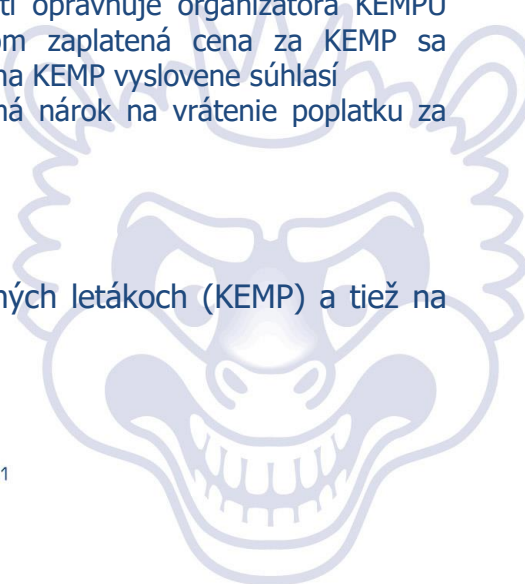 ti oprávňuje organizátora KEMPU
om zaplatená cena za KEMP sa
na KEMP vyslovene súhlasí
ná nárok na vrátenie poplatku za
ných letákoch (KEMP) a tiež na
1